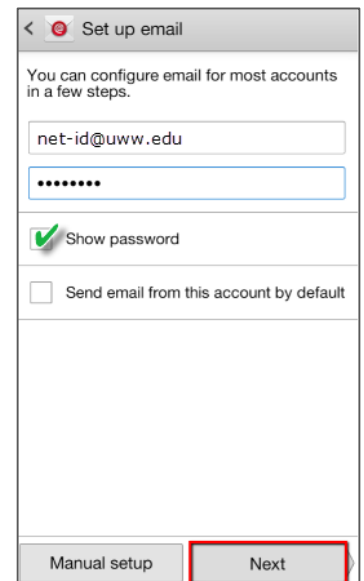 Set up email
You can configure email for most accounts
in a few steps.
net-id@uww.edu
••••••••
Show password
Send email from this account by default
Manual setup
Next